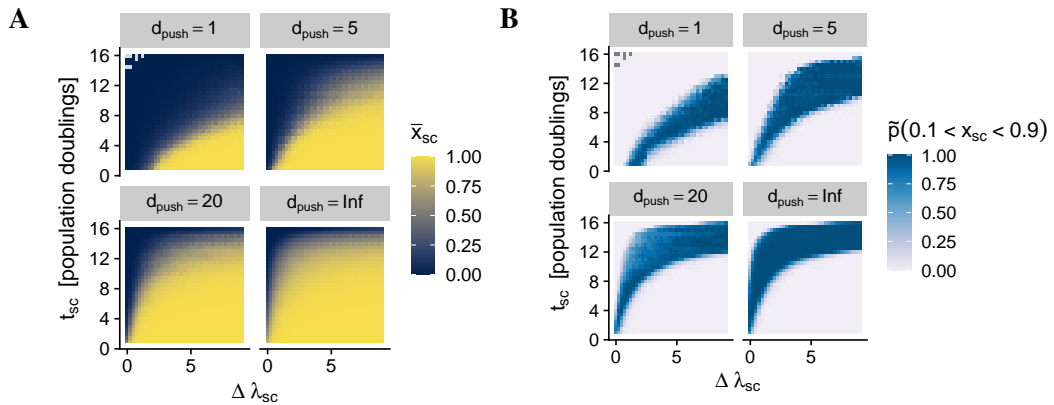 A
d_push = 1
d_push = 5
16
12
8
4
0
d_push = 20
d_push = Inf
16
12
8
4
0
0
5
0
5
Δ λ_sc
t_sc [population doublings]
x̅_sc
1.00
0.75
0.50
0.25
0.00
B
d_push = 1
d_push = 5
16
12
8
4
0
d_push = 20
d_push = Inf
16
12
8
4
0
0
5
0
5
Δ λ_sc
t_sc [population doublings]
p̃(0.1 < x_sc < 0.9)
1.00
0.75
0.50
0.25
0.00